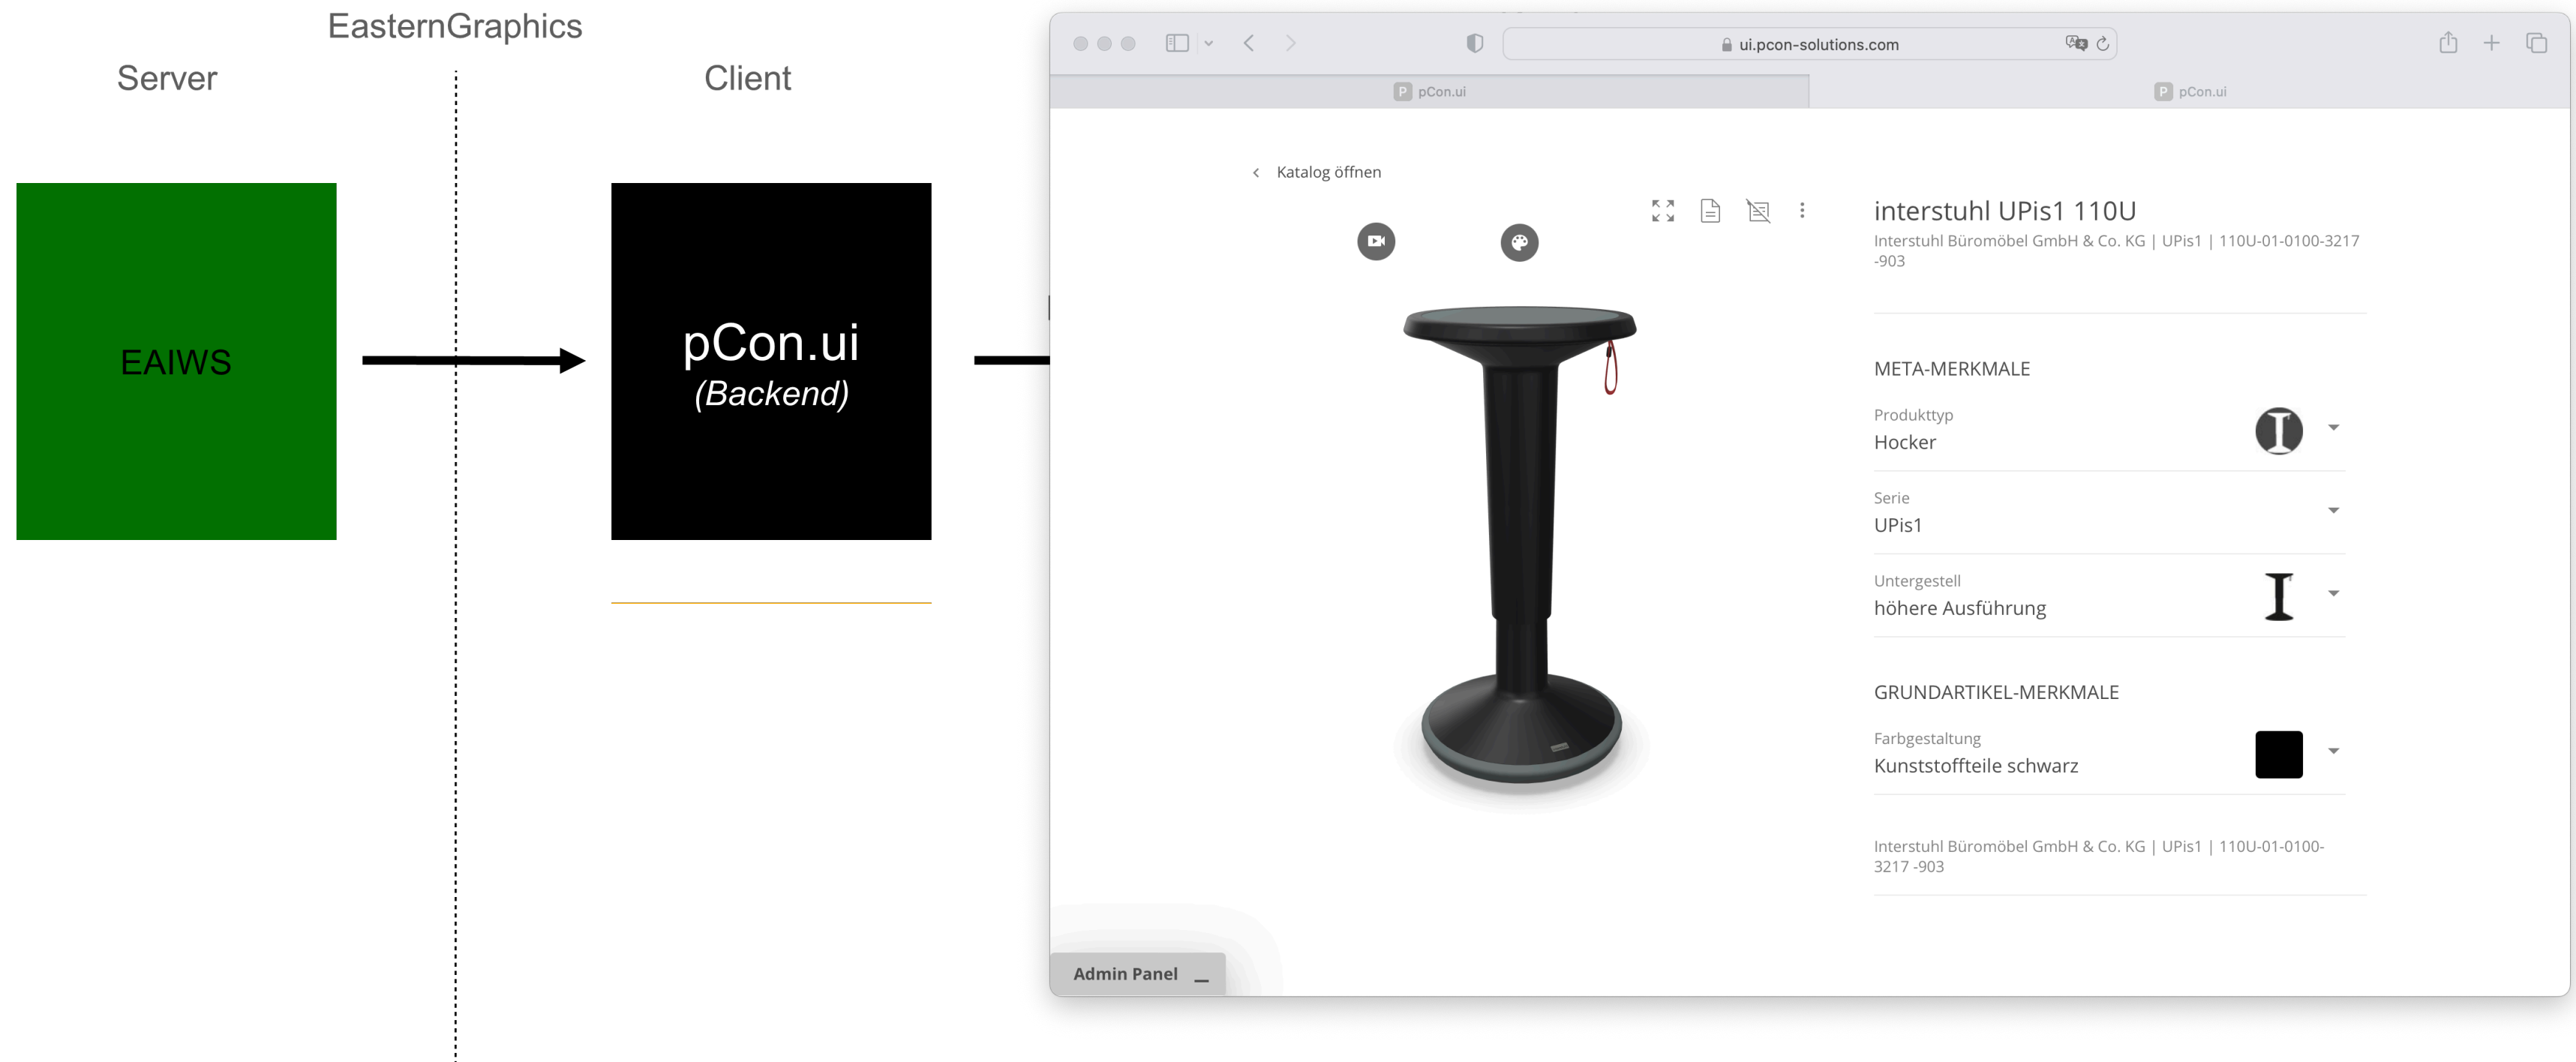 EasternGraphics
Server
Client
EAIWS
pCon.ui
(Backend)
ui.pcon-solutions.com
P pCon.ui
P pCon.ui
Katalog öffnen
interstuhl UPis1 110U
Interstuhl Büromöbel GmbH & Co. KG | UPis1 | 110U-01-0100-3217
-903
META-MERKMALE
Produkttyp
Hocker
Serie
UPis1
Untergestell
höhere Ausführung
GRUNDARTIKEL-MERKMALE
Farbgestaltung
Kunststoffteile schwarz
Interstuhl Büromöbel GmbH & Co. KG | UPis1 | 110U-01-0100-
3217 -903
Admin Panel